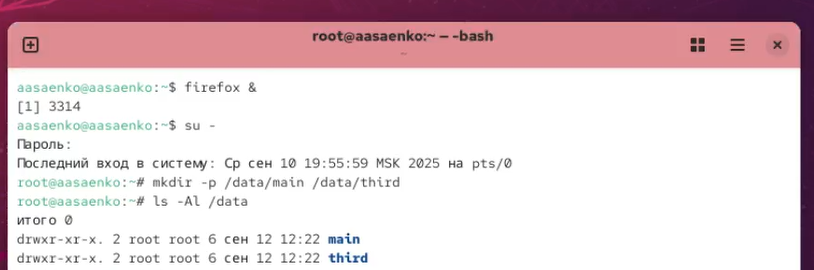 root@aasaenko:~ — -bash
~
aasaenko@aasaenko:~$ firefox &
[1] 3314
aasaenko@aasaenko:~$ su -
Пароль:
Последний вход в систему: Ср сен 10 19:55:59 MSK 2025 на pts/0
root@aasaenko:~# mkdir -p /data/main /data/third
root@aasaenko:~# ls -Al /data
итого 0
drwxr-xr-x. 2 root root 6 сен 12 12:22 main
drwxr-xr-x. 2 root root 6 сен 12 12:22 third